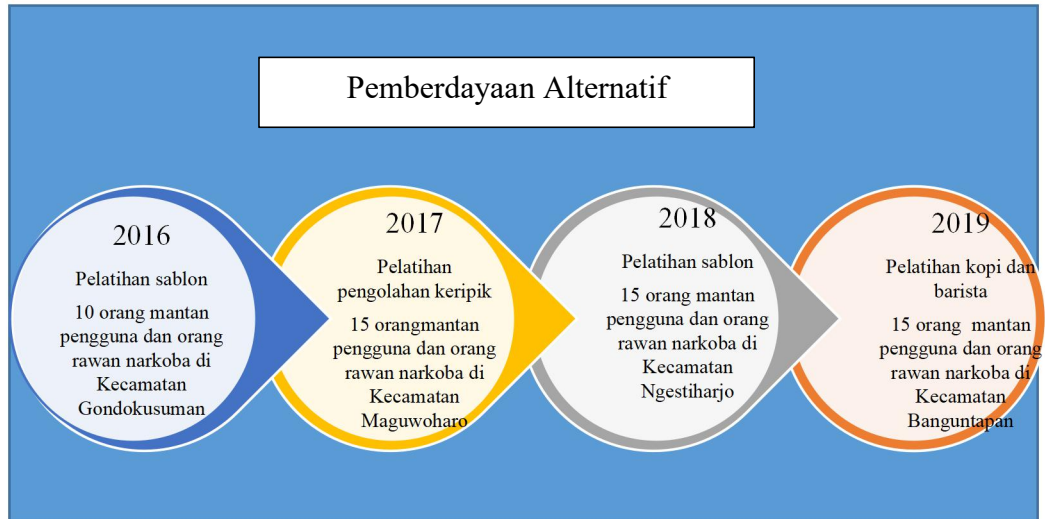 Pemberdayaan Alternatif
2016
Pelatihan sablon
10 orang mantan
pengguna dan orang
rawan narkoba di
Kecamatan
Gondokusuman
2017
Pelatihan
pengolahan keripik
15 orangmantan
pengguna dan orang
rawan narkoba di
Kecamatan
Maguwoharo
2018
Pelatihan sablon
15 orang mantan
pengguna dan orang
rawan narkoba di
Kecamatan
Ngestiharjo
2019
Pelatihan kopi dan
barista
15 orang mantan
pengguna dan orang
rawan narkoba di
Kecamatan
Banguntapan